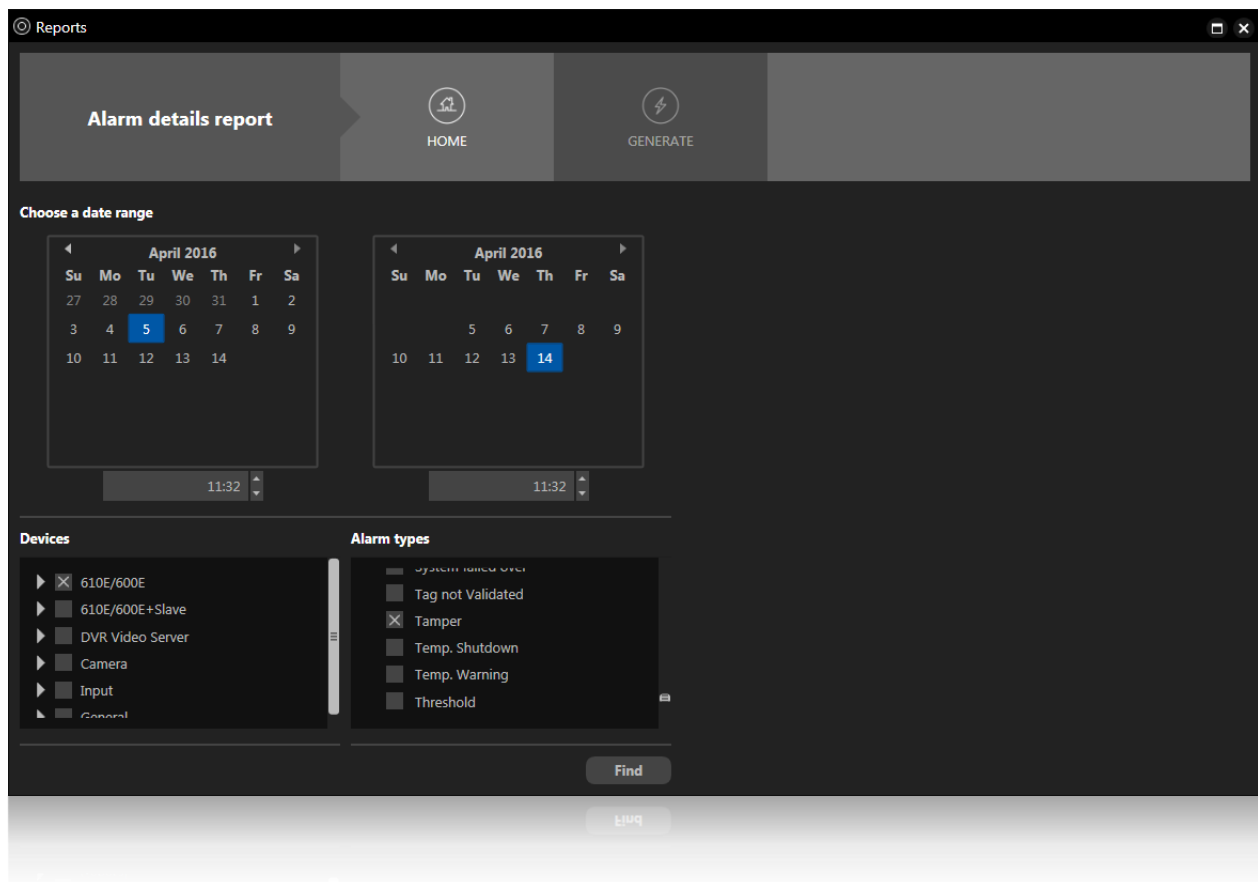 Reports
Alarm details report
HOME
GENERATE
Choose a date range
April 2016
Su Mo Tu We Th Fr Sa
27 28 29 30 31 1 2
3 4 5 6 7 8 9
10 11 12 13 14
11:32
April 2016
Su Mo Tu We Th Fr Sa
5 6 7 8 9
10 11 12 13 14
11:32
Devices
610E/600E
610E/600E+Slave
DVR Video Server
Camera
Input
General
Alarm types
System failed over
Tag not Validated
Tamper
Temp. Shutdown
Temp. Warning
Threshold
Find